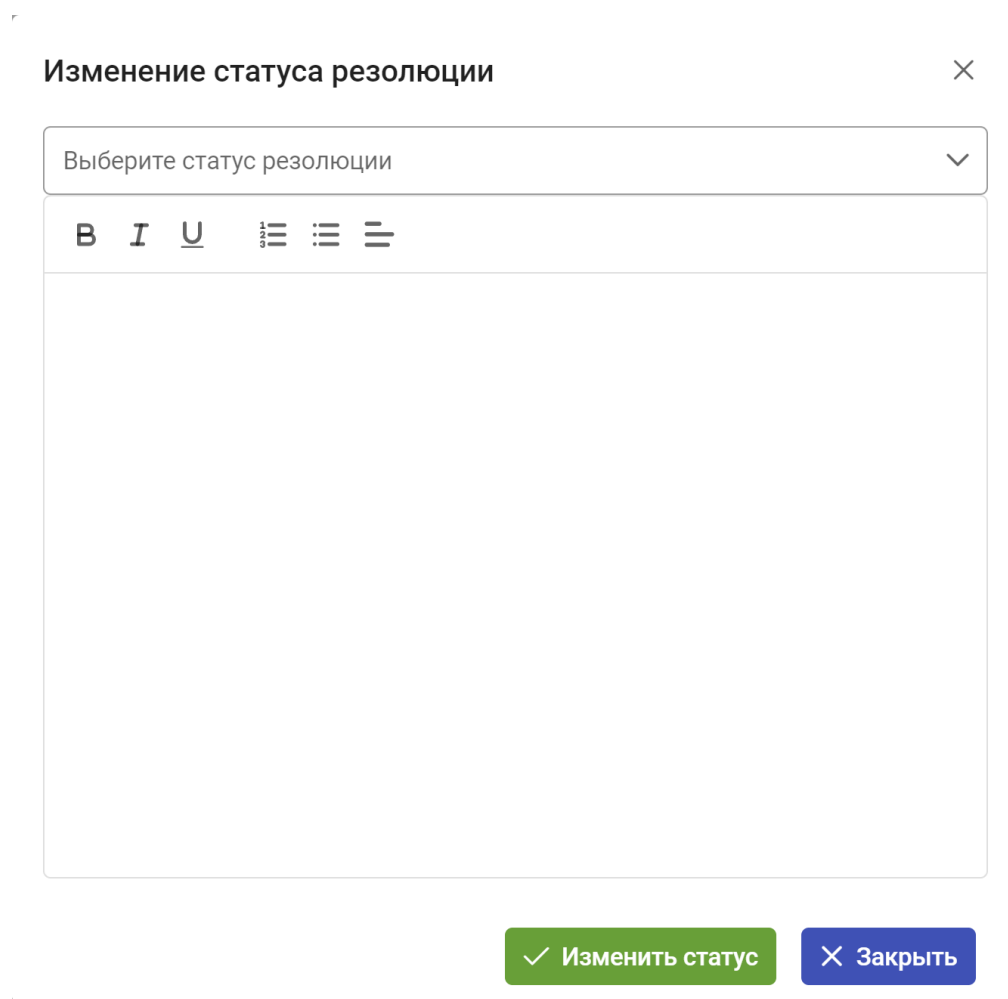 Изменение статуса резолюции
Выберите статус резолюции
Изменить статус
Закрыть